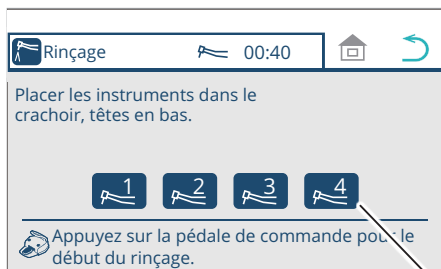 Rinçage 00:40
Placer les instruments dans le
crachoir, têtes en bas.
1 2 3 4
Appuyez sur la pédale de commande pour le
début du rinçage.